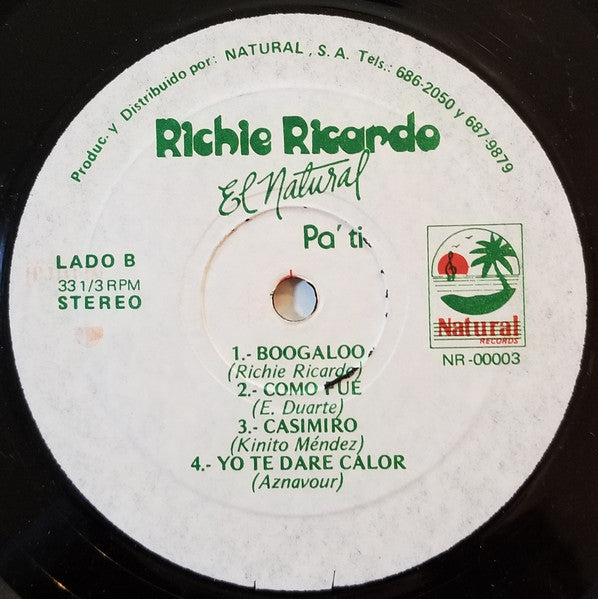 Produc. y Distribuido por: NATURAL, S.A. Tels.: 686-2050 y 687-9879
Richie Ricardo
El Natural
Pa' ti
LADO B
33 1/3 RPM
STEREO
Natural
RECORDS
NR-00003
1.- BOOGALOO
(Richie Ricardo)
2.- COMO FUÉ
(E. Duarte)
3.- CASIMIRO
(Kinito Méndez)
4.- YO TE DARE CALOR
(Aznavour)